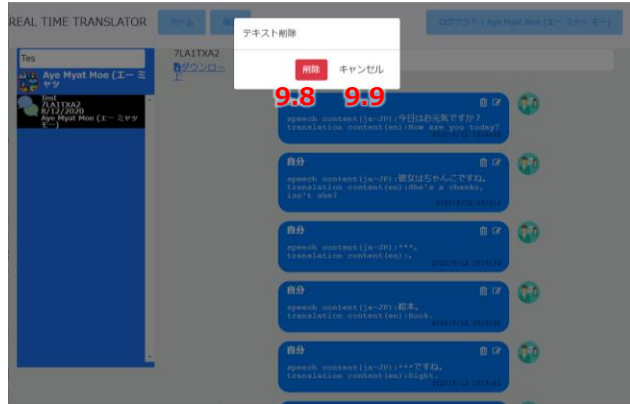 REAL TIME TRANSLATOR
ホーム
ログアウト | Aye Myat Moe (エー ミャッ モー)
テキスト削除
削除 キャンセル
9.8 9.9
Tes
Aye Myat Moe (エー ミャッ
Test
7LA1TXA2
8/12/2020
Aye Myat Moe (エー ミャッ モー)
7LA1TXA2
ダウンロード
speech content(ja-JP):今日はお元気ですか?
translation content(en):How are you today?
自分
speech content(ja-JP):彼女はちゃんこですね。
translation content(en):She's a chanko,
isn't she?
自分
speech content(ja-JP):***。
translation content(en):.
自分
speech content(ja-JP):絵本。
translation content(en):Book.
自分
speech content(ja-JP):***ですね。
translation content(en):Right.